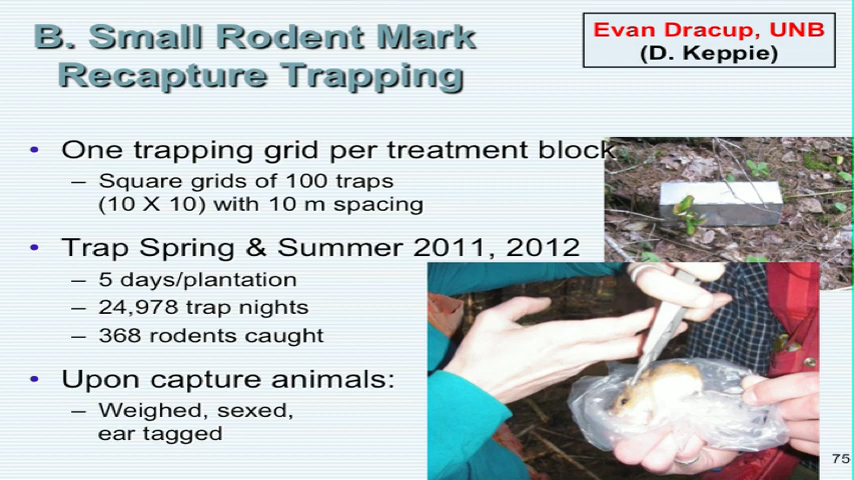 B. Small Rodent Mark
Recapture Trapping
Evan Dracup, UNB
(D. Keppie)
• One trapping grid per treatment block
– Square grids of 100 traps
(10 X 10) with 10 m spacing
• Trap Spring & Summer 2011, 2012
– 5 days/plantation
– 24,978 trap nights
– 368 rodents caught
• Upon capture animals:
– Weighed, sexed,
ear tagged
75